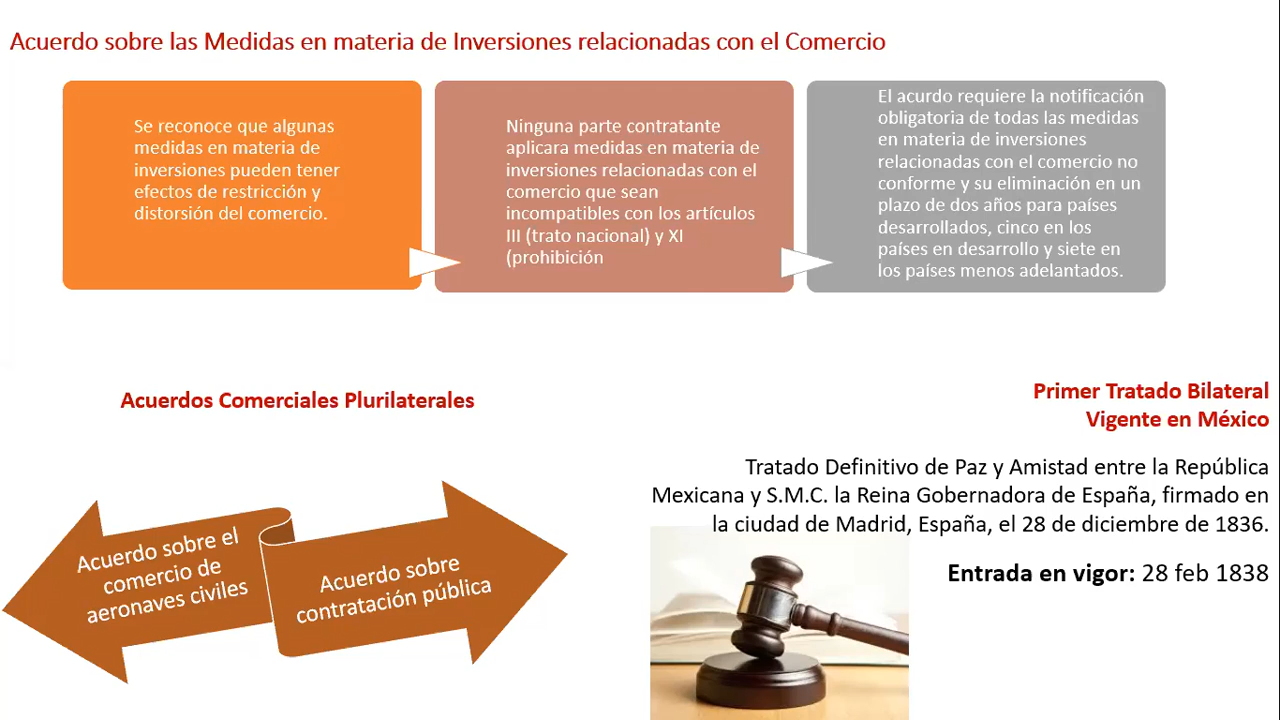 Acuerdo sobre las Medidas en materia de Inversiones relacionadas con el Comercio
Se reconoce que algunas
medidas en materia de
inversiones pueden tener
efectos de restricción y
distorsión del comercio.
Ninguna parte contratante
aplicara medidas en materia de
inversiones relacionadas con el
comercio que sean
incompatibles con los artículos
III (trato nacional) y XI
(prohibición
El acurdo requiere la notificación
obligatoria de todas las medidas
en materia de inversiones
relacionadas con el comercio no
conforme y su eliminación en un
plazo de dos años para países
desarrollados, cinco en los
países en desarrollo y siete en
los países menos adelantados.
Acuerdos Comerciales Plurilaterales
Acuerdo sobre el
comercio de
aeronaves civiles
Acuerdo sobre
contratación pública
Primer Tratado Bilateral
Vigente en México
Tratado Definitivo de Paz y Amistad entre la República
Mexicana y S.M.C. la Reina Gobernadora de España, firmado en
la ciudad de Madrid, España, el 28 de diciembre de 1836.
Entrada en vigor: 28 feb 1838